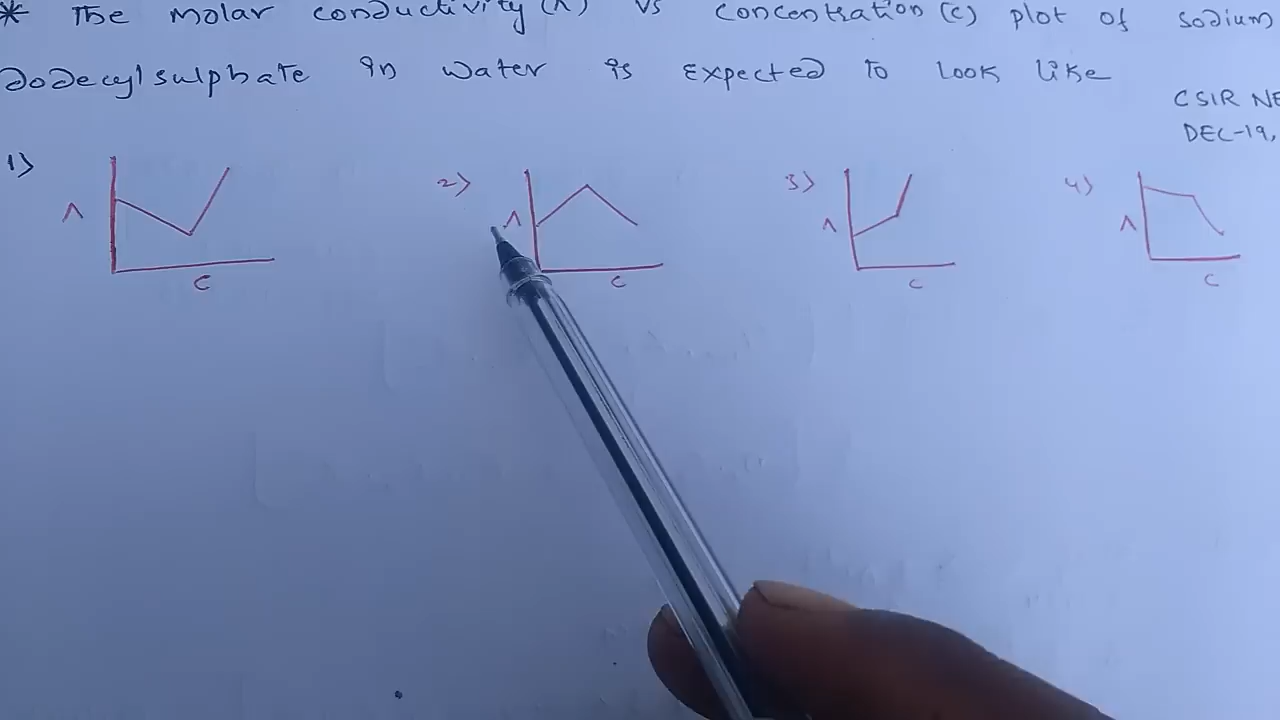 * The molar conductivity (Λ) vs concentration (c) plot of sodium
dodecylsulphate in water is expected to look like
CSIR NE
DEC-19,
1) 2) 3) 4)
Λ Λ Λ Λ
C C C C